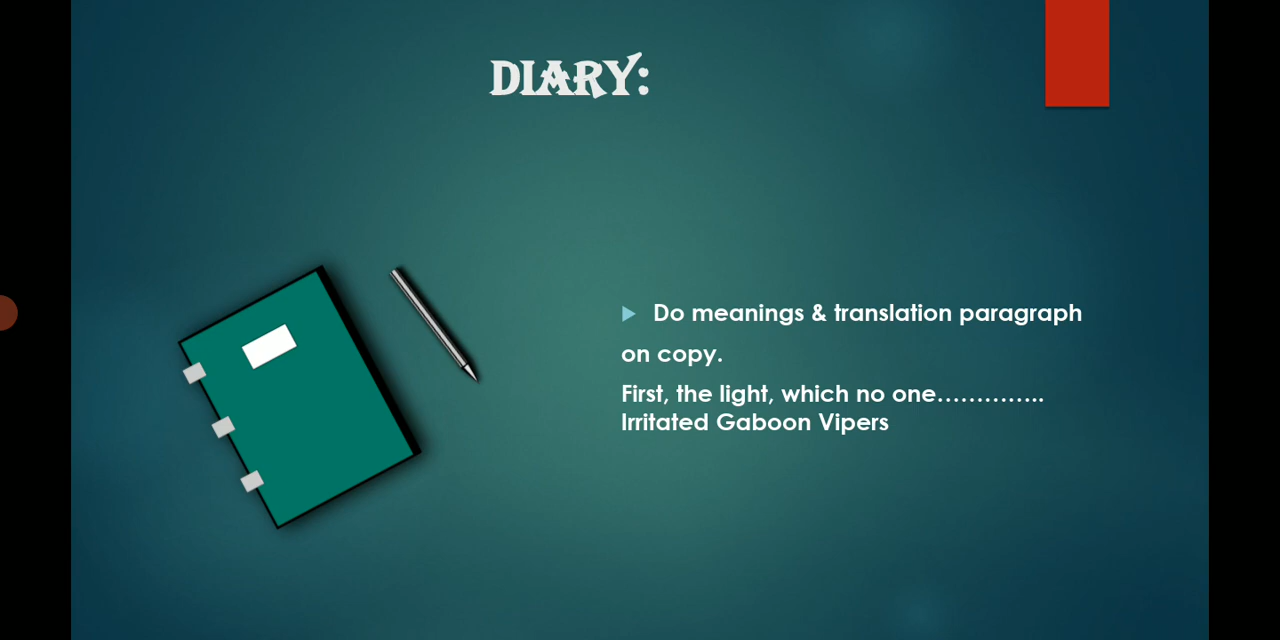 DIARY:
Do meanings & translation paragraph
on copy.
First, the light, which no one…………..
Irritated Gaboon Vipers